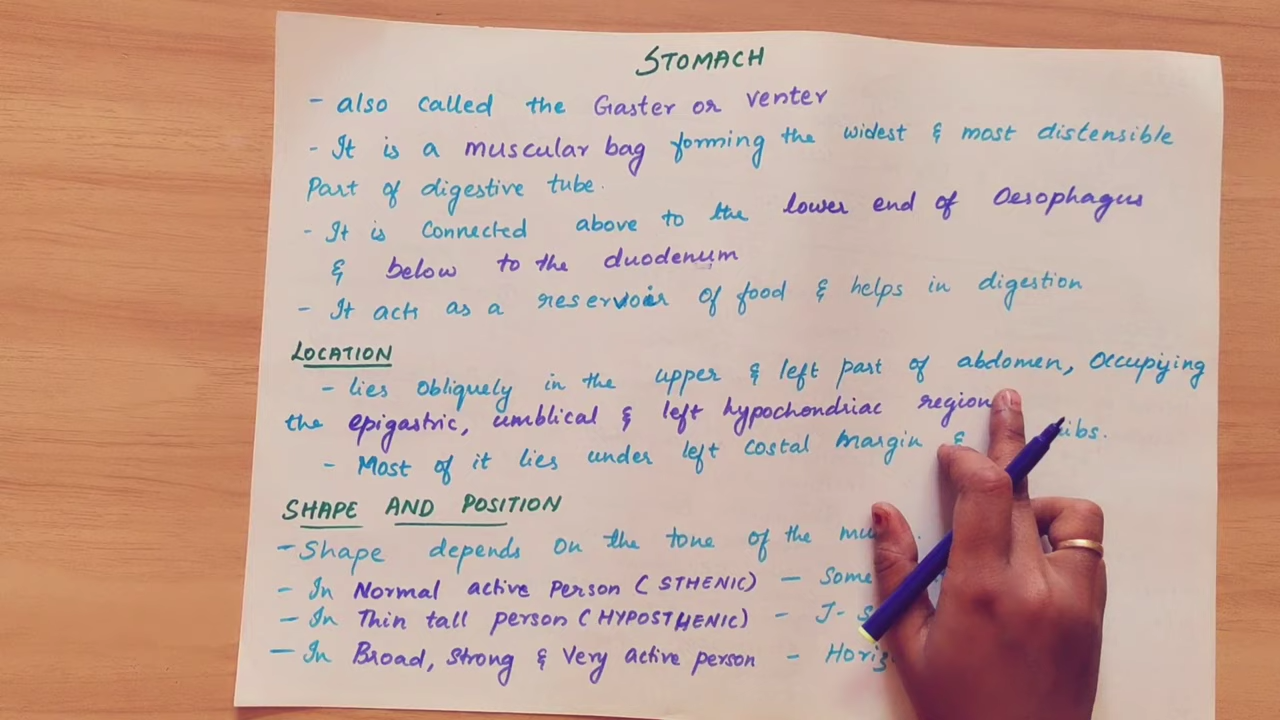 STOMACH
- also called the Gaster or venter
- It is a muscular bag forming the widest & most distensible
Part of digestive tube.
- It is Connected above to the lower end of Oesophagus
& below to the duodenum
- It acts as a reservoir of food & helps in digestion
LOCATION
- lies obliquely in the upper & left part of abdomen, Occupying
the epigastric, umblical & left hypochondriac region
- Most of it lies under left costal margin & ribs.
SHAPE AND POSITION
- Shape depends on the tone of the
- In Normal active Person (STHENIC) - Some
- In Thin tall person (HYPOSTHENIC) - J-
- In Broad, Strong & Very active person -